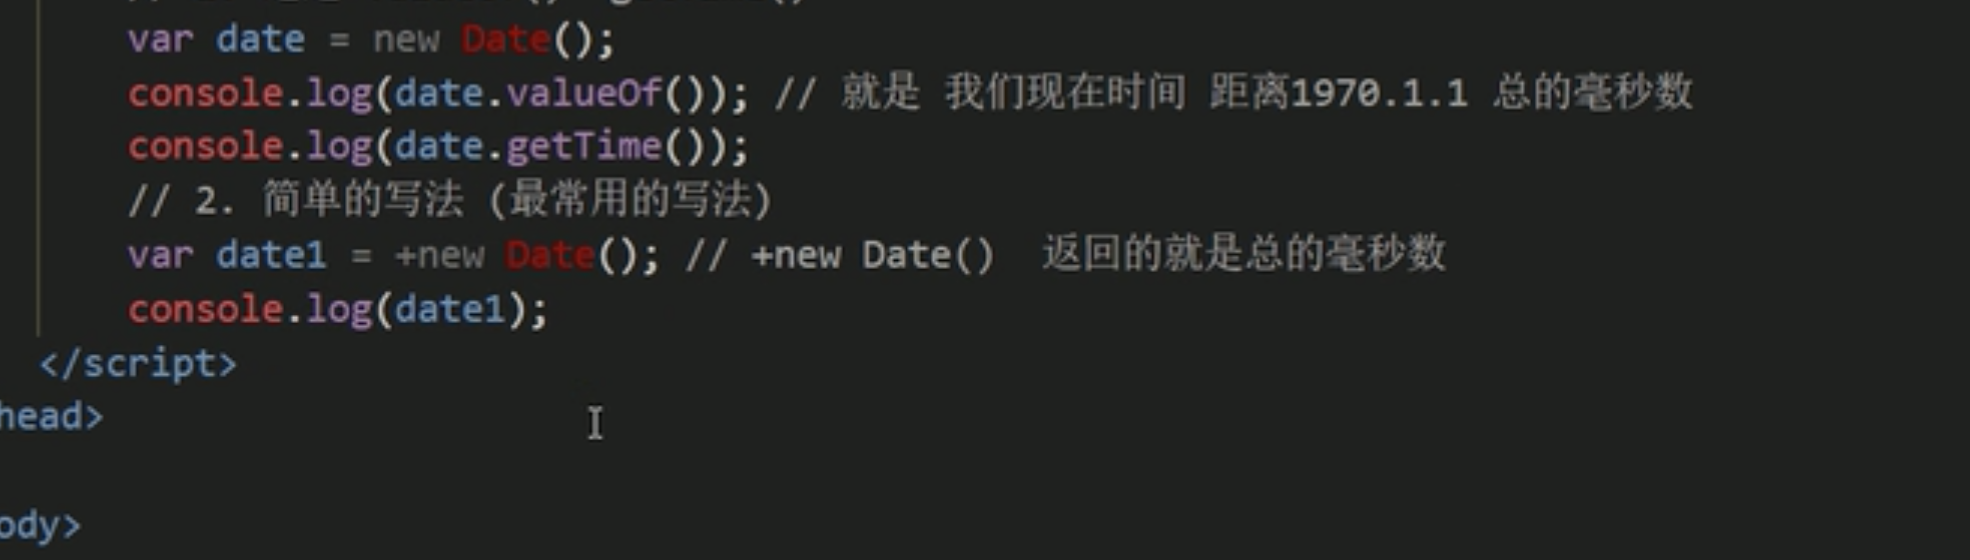 var date = new Date();
console.log(date.valueOf()); // 就是 我们现在时间 距离1970.1.1 总的毫秒数
console.log(date.getTime());
// 2. 简单的写法 (最常用的写法)
var date1 = +new Date(); // +new Date()  返回的就是总的毫秒数
console.log(date1);
</script>
head>
ody>